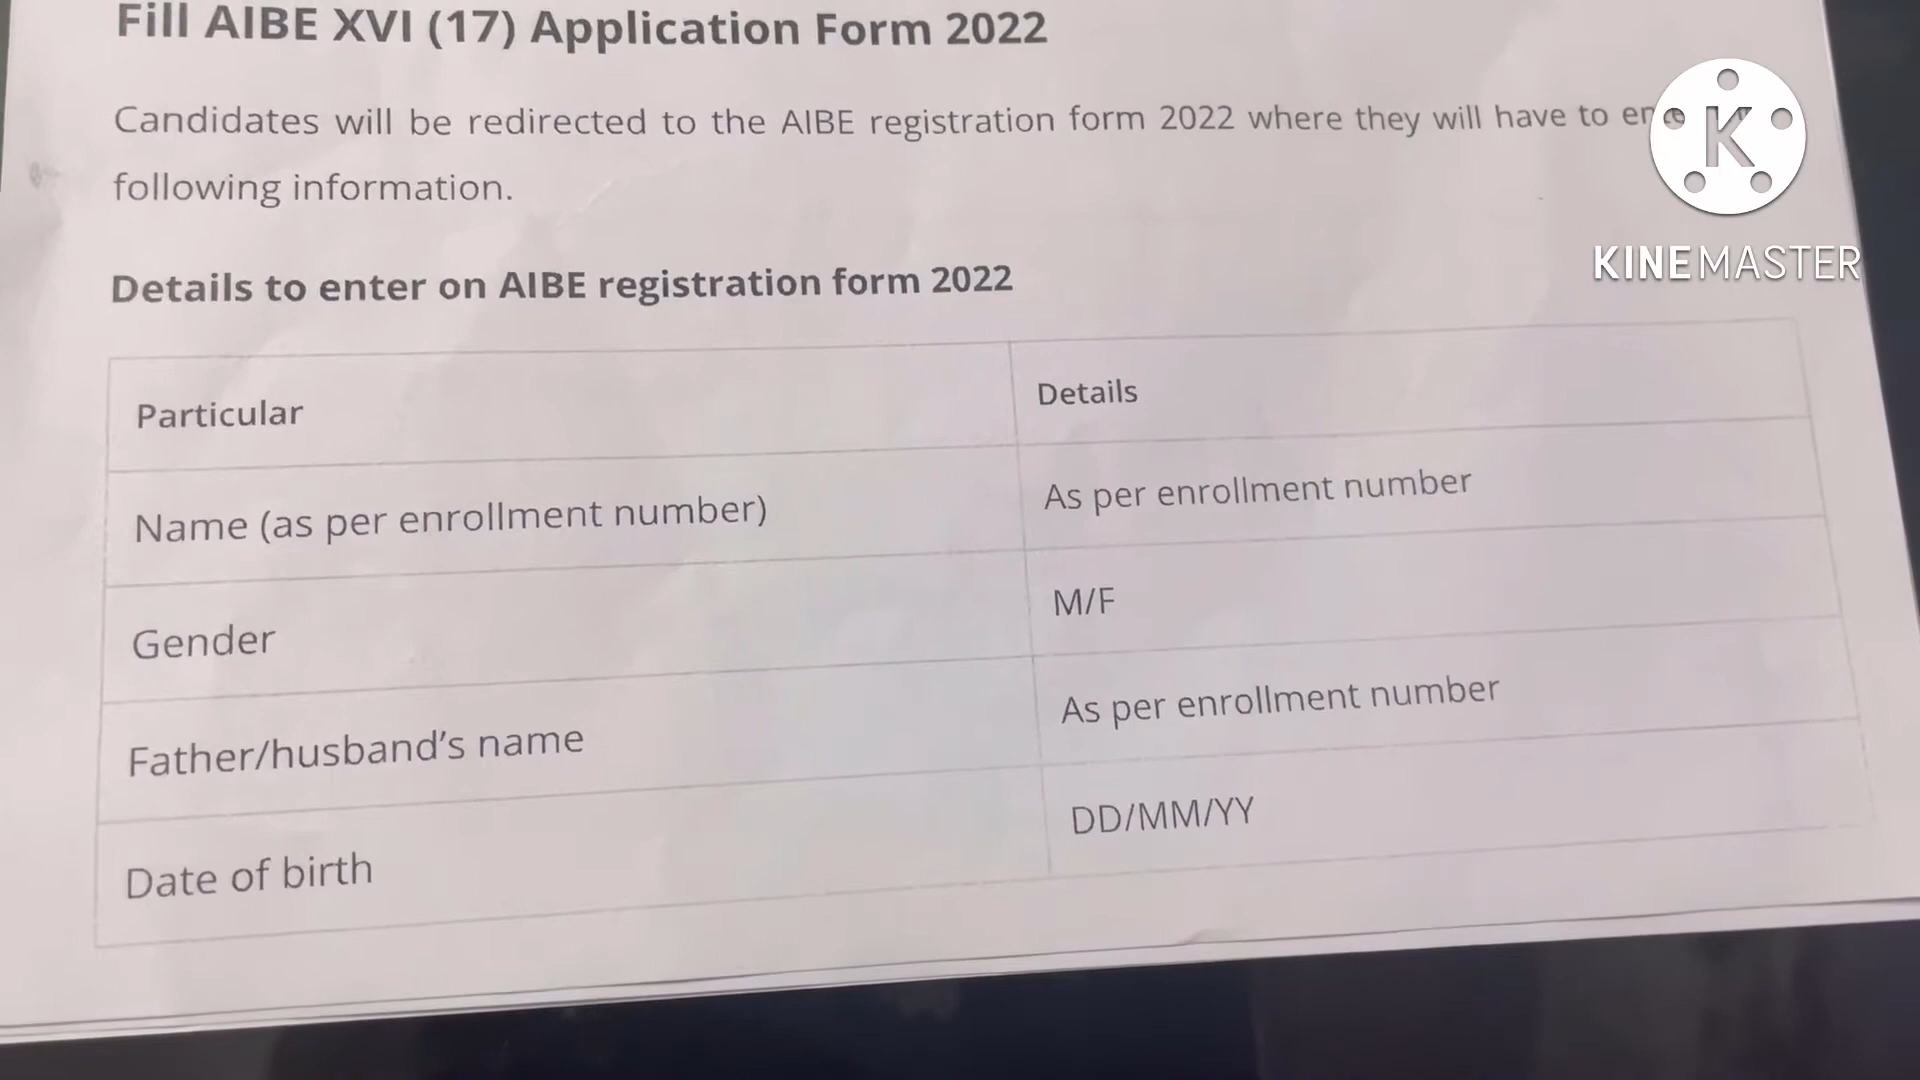 Fill AIBE XVI (17) Application Form 2022
Candidates will be redirected to the AIBE registration form 2022 where they will have to
following information.
Details to enter on AIBE registration form 2022
Particular
Details
Name (as per enrollment number)
As per enrollment number
Gender
M/F
Father/husband’s name
As per enrollment number
Date of birth
DD/MM/YY
K
KINEMASTER